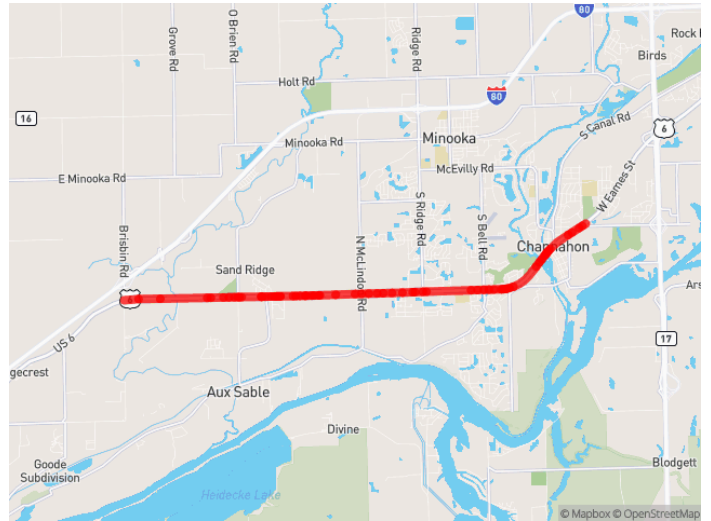 80
O Brien Rd
Grove Rd
Ridge Rd
Rock
Birds
Holt Rd
80
16
6
S Canal Rd
Minooka Rd
Minooka
McEvilly Rd
E Minooka Rd
W Eames St
S Ridge Rd
S Bell Rd
Brisbin Rd
N McLindon Rd
Channahon
Sand Ridge
US 6
17
gecrest
Aux Sable
Divine
Goode
Subdivision
Blodgett
Heidecke Lake
© Mapbox © OpenStreetMap